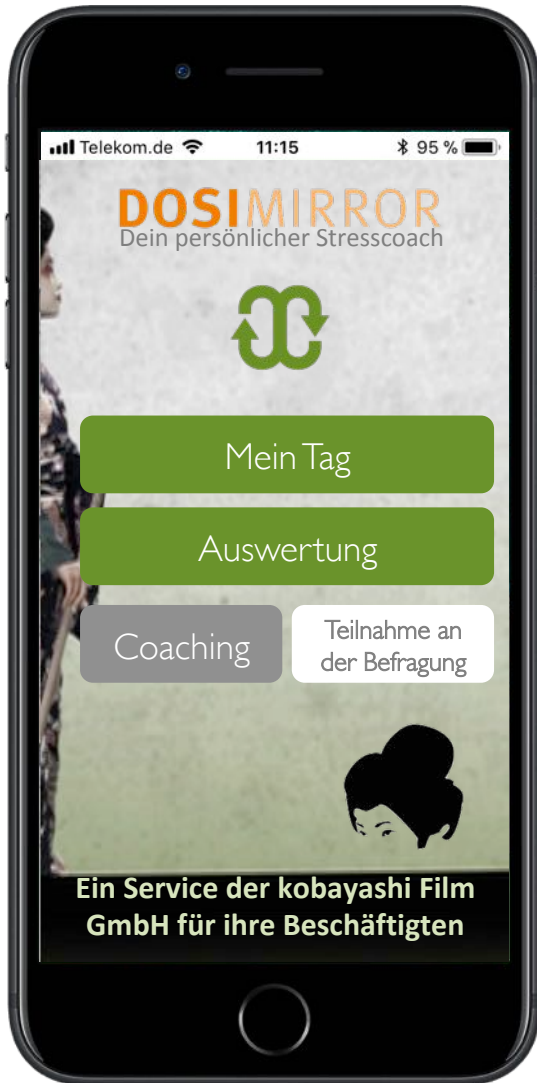 Telekom.de 11:15 95 %
DOSIMIRROR
Dein persönlicher Stresscoach
Mein Tag
Auswertung
Coaching
Teilnahme an
der Befragung
Ein Service der kobayashi Film
GmbH für ihre Beschäftigten